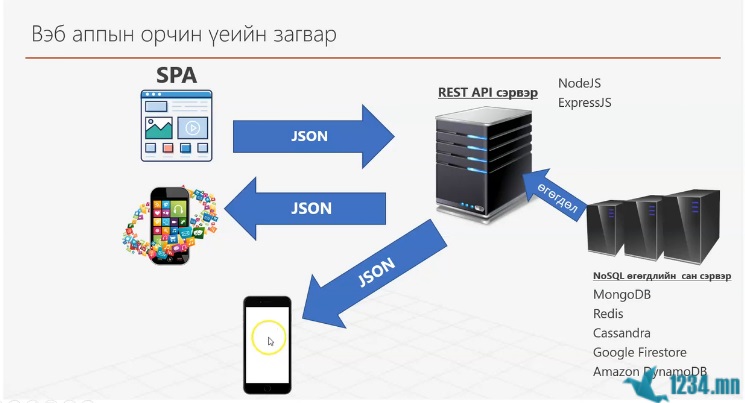 Вэб аппын орчин үеийн загвар
SPA
REST API сэрвэр
NodeJS
ExpressJS
JSON
JSON
өгөгдөл
JSON
NoSQL өгөгдлийн сан сэрвэр
MongoDB
Redis
Cassandra
Google Firestore
Amazon DynamoDB
1234.mn